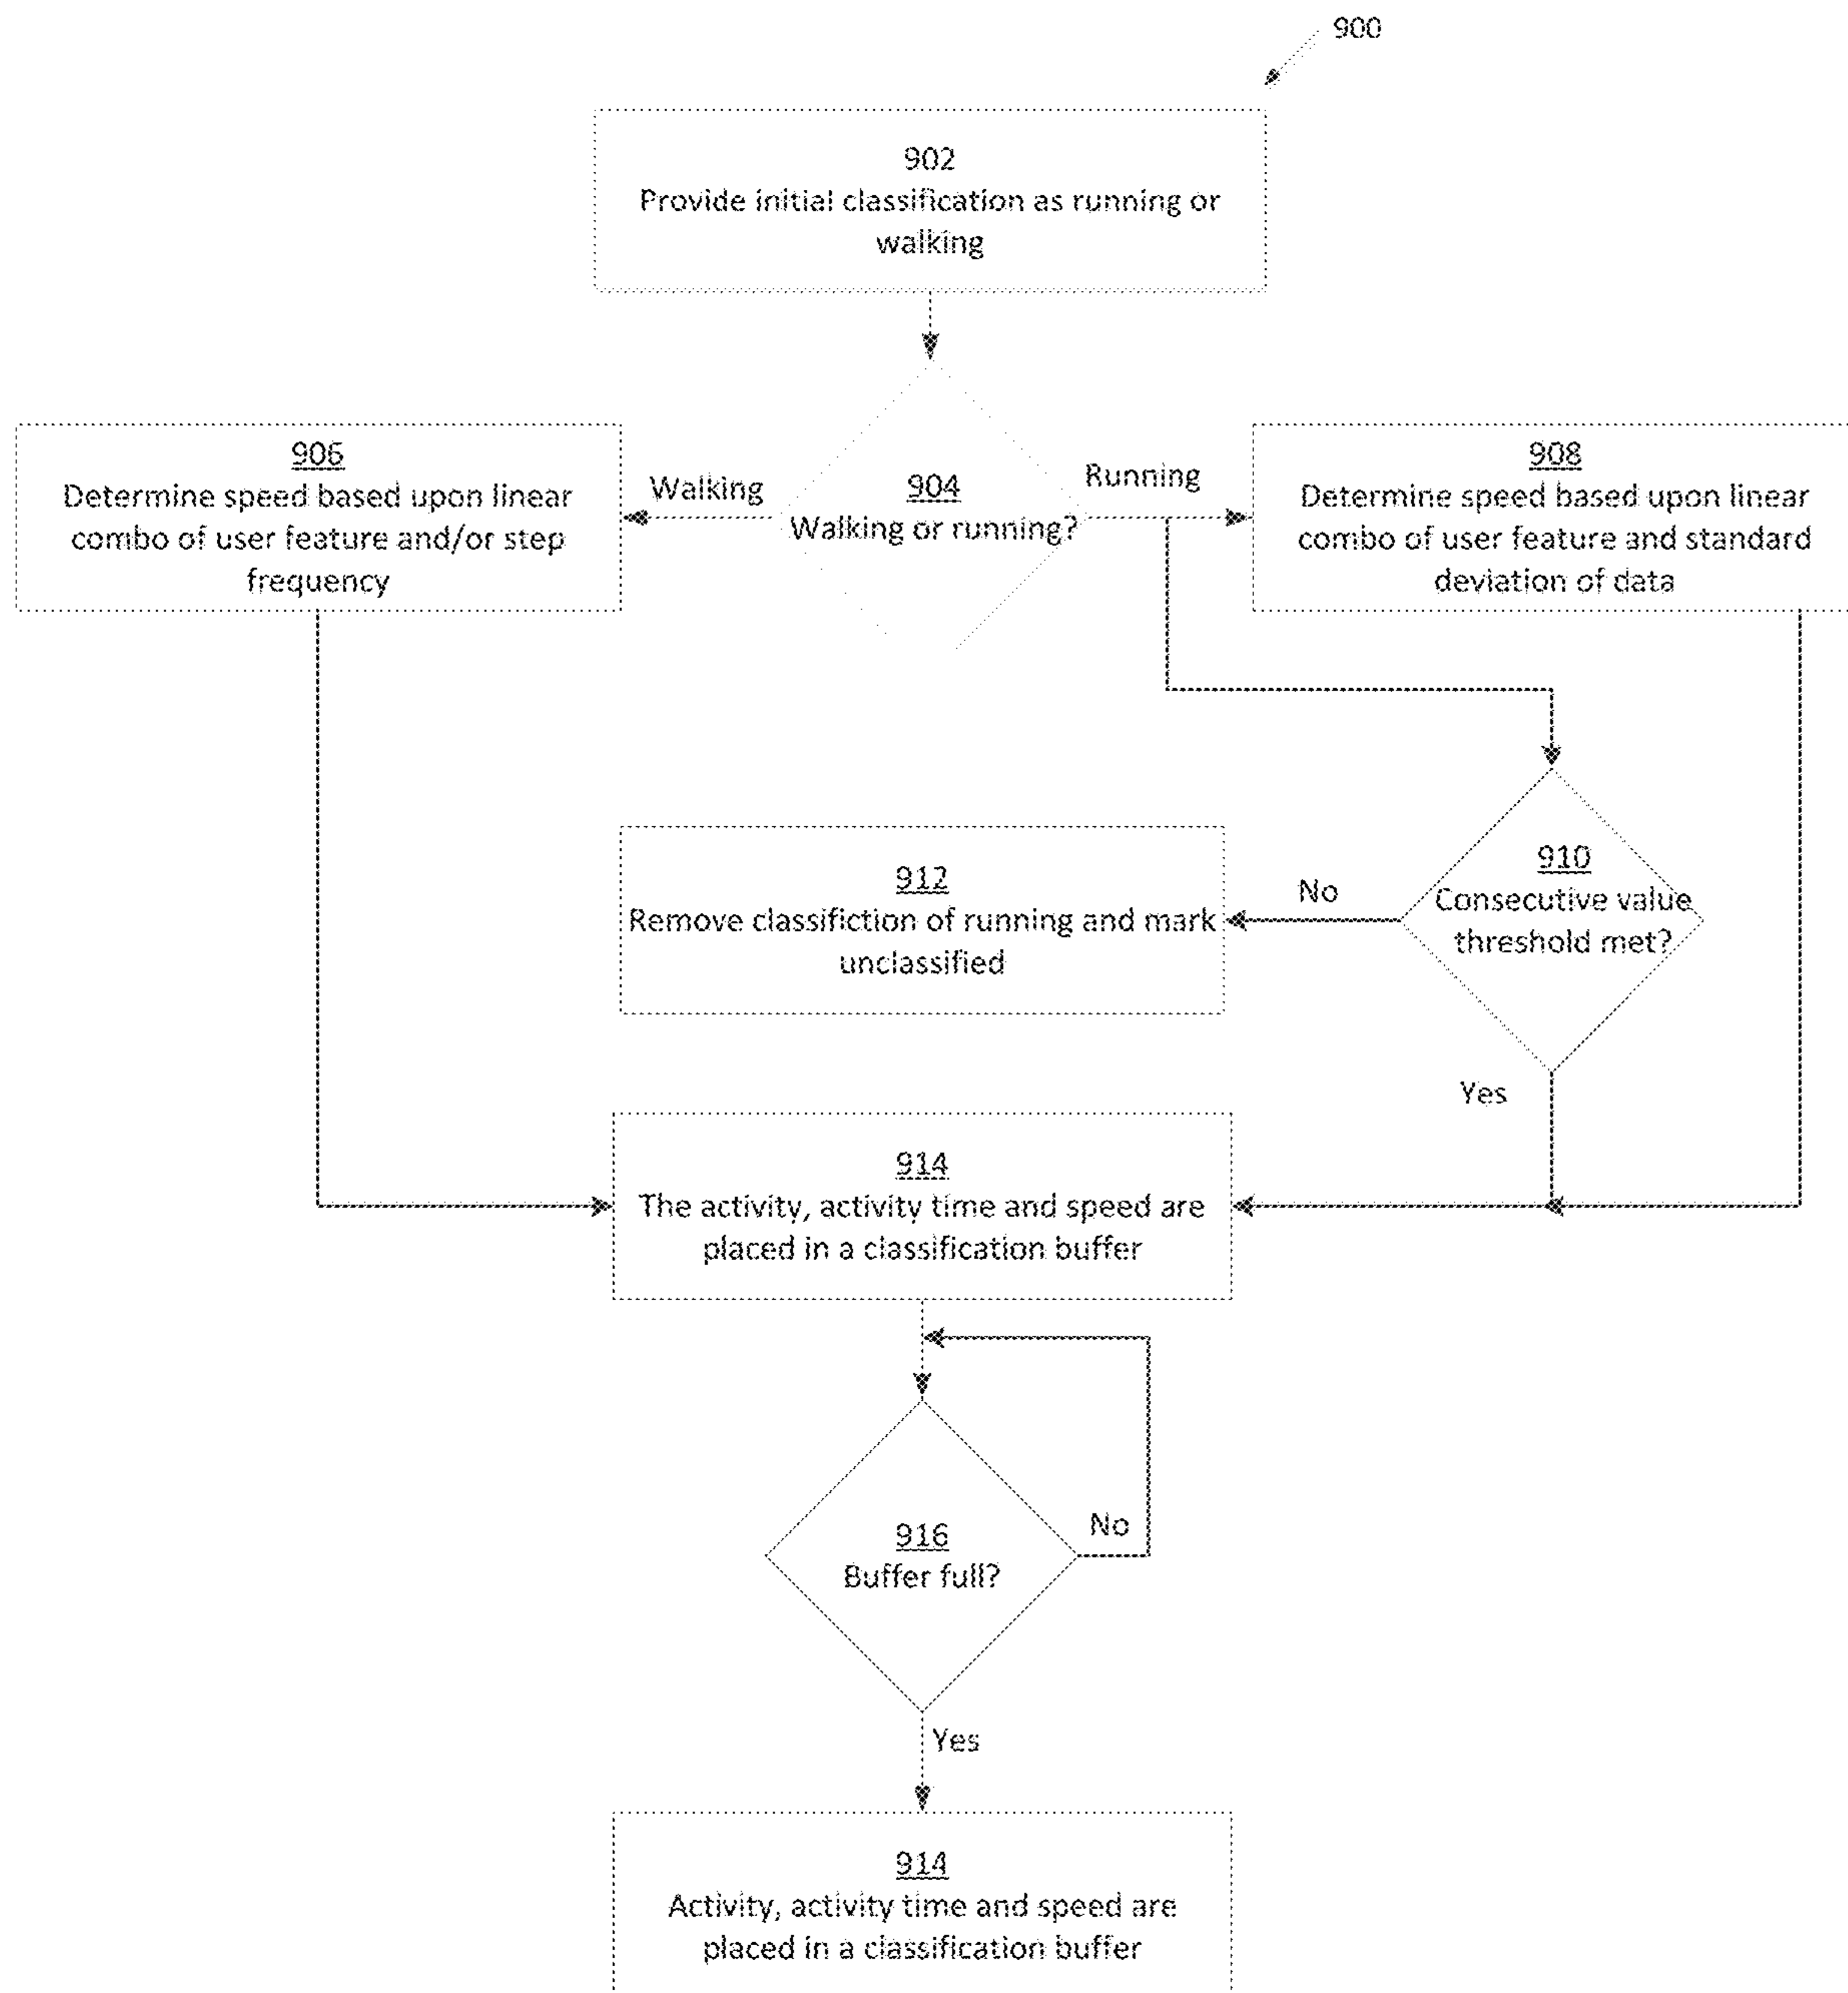 900
902
Provide initial classification as running or
walking
906
Determine speed based upon linear
combo of user feature and/or step
frequency
Walking
904
Walking or running?
Running
908
Determine speed based upon linear
combo of user feature and standard
deviation of data
912
Remove classifiction of running and mark
unclassified
No
910
Consecutive value
threshold met?
Yes
914
The activity, activity time and speed are
placed in a classification buffer
916
Buffer full?
No
Yes
914
Activity, activity time and speed are
placed in a classification buffer